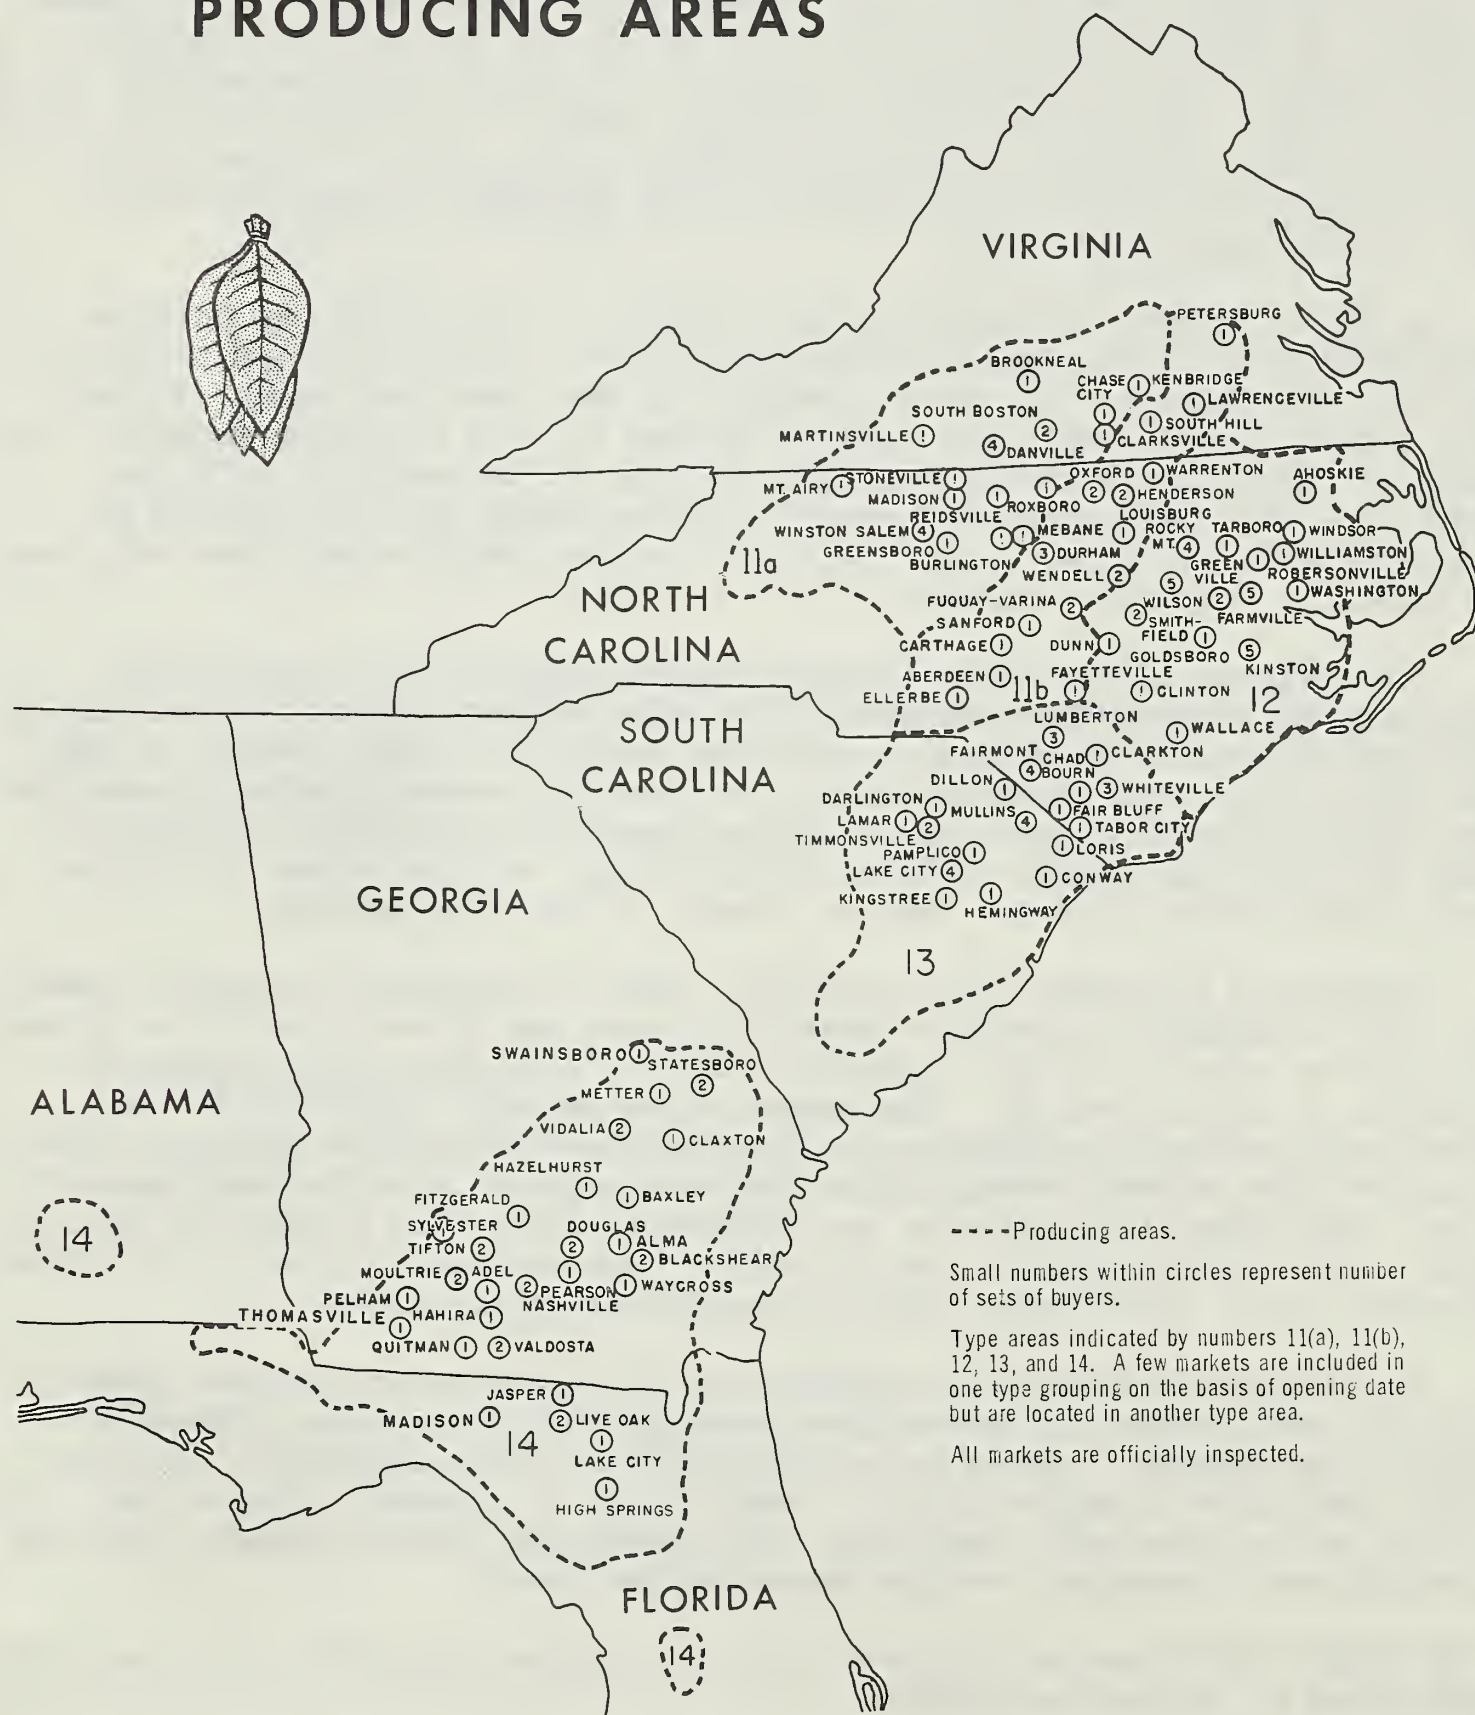 PRODUCING AREAS
VIRGINIA
PETERSBURG
1
BROOKNEAL
1
CHASE
CITY
1
1 KENBRIDGE
1 LAWRENCEVILLE
SOUTH BOSTON
2
1 SOUTH HILL
MARTINSVILLE 1
4 DANVILLE
1 CLARKSVILLE
MT. AIRY 1
STONEVILLE 1
OXFORD
2
1 WARRENTON
AHOSKIE
1
MADISON 1
REIDSVILLE
1
1
ROXBORO
2 HENDERSON
LOUISBURG
1
WINSTON SALEM 4
GREENSBORO 1
BURLINGTON
1
1 MEBANE
ROCKY
MT. 4
TARBORO
1
1 WINDSOR
3 DURHAM
1 WILLIAMSTON
11a
WENDELL 2
GREEN
VILLE
5
1
ROBERSONVILLE
NORTH
CAROLINA
FUQUAY-VARINA
2
WILSON
5
2
FARMVILLE
1 WASHINGTON
SANFORD 1
2 SMITH-
FIELD
CARTHAGE 1
DUNN 1
1
GOLDSBORO
5
KINSTON
ABERDEEN 1
11b
FAYETTEVILLE
1
1 CLINTON
12
ELLERBE 1
SOUTH
CAROLINA
LUMBERTON
3
1 WALLACE
FAIRMONT
4
CHAD
BOURN
1
1 CLARKTON
DILLON
1
3 WHITEVILLE
DARLINGTON
1
MULLINS 4
1 FAIR BLUFF
LAMAR 1
2
TIMMONSVILLE
1 TABOR CITY
PAMPLICO 1
1 LORIS
LAKE CITY 4
1 CONWAY
KINGSTREE 1
1
HEMINGWAY
GEORGIA
13
SWAINSBORO 1
STATESBORO
2
METTER 1
ALABAMA
VIDALIA 2
1 CLAXTON
HAZELHURST
1
1 BAXLEY
FITZGERALD
1
14
SYLVESTER
1
DOUGLAS
2
1 ALMA
TIFTON 2
2 BLACKSHEAR
MOULTRIE 2
ADEL
1
1
PEARSON
1 WAYCROSS
2
NASHVILLE
PELHAM 1
THOMASVILLE
1
HAHIRA 1
QUITMAN 1
2 VALDOSTA
JASPER 1
MADISON 1
2 LIVE OAK
14
1
LAKE CITY
1
HIGH SPRINGS
FLORIDA
14
---- Producing areas.
Small numbers within circles represent number
of sets of buyers.
Type areas indicated by numbers 11(a), 11(b),
12, 13, and 14. A few markets are included in
one type grouping on the basis of opening date
but are located in another type area.
All markets are officially inspected.